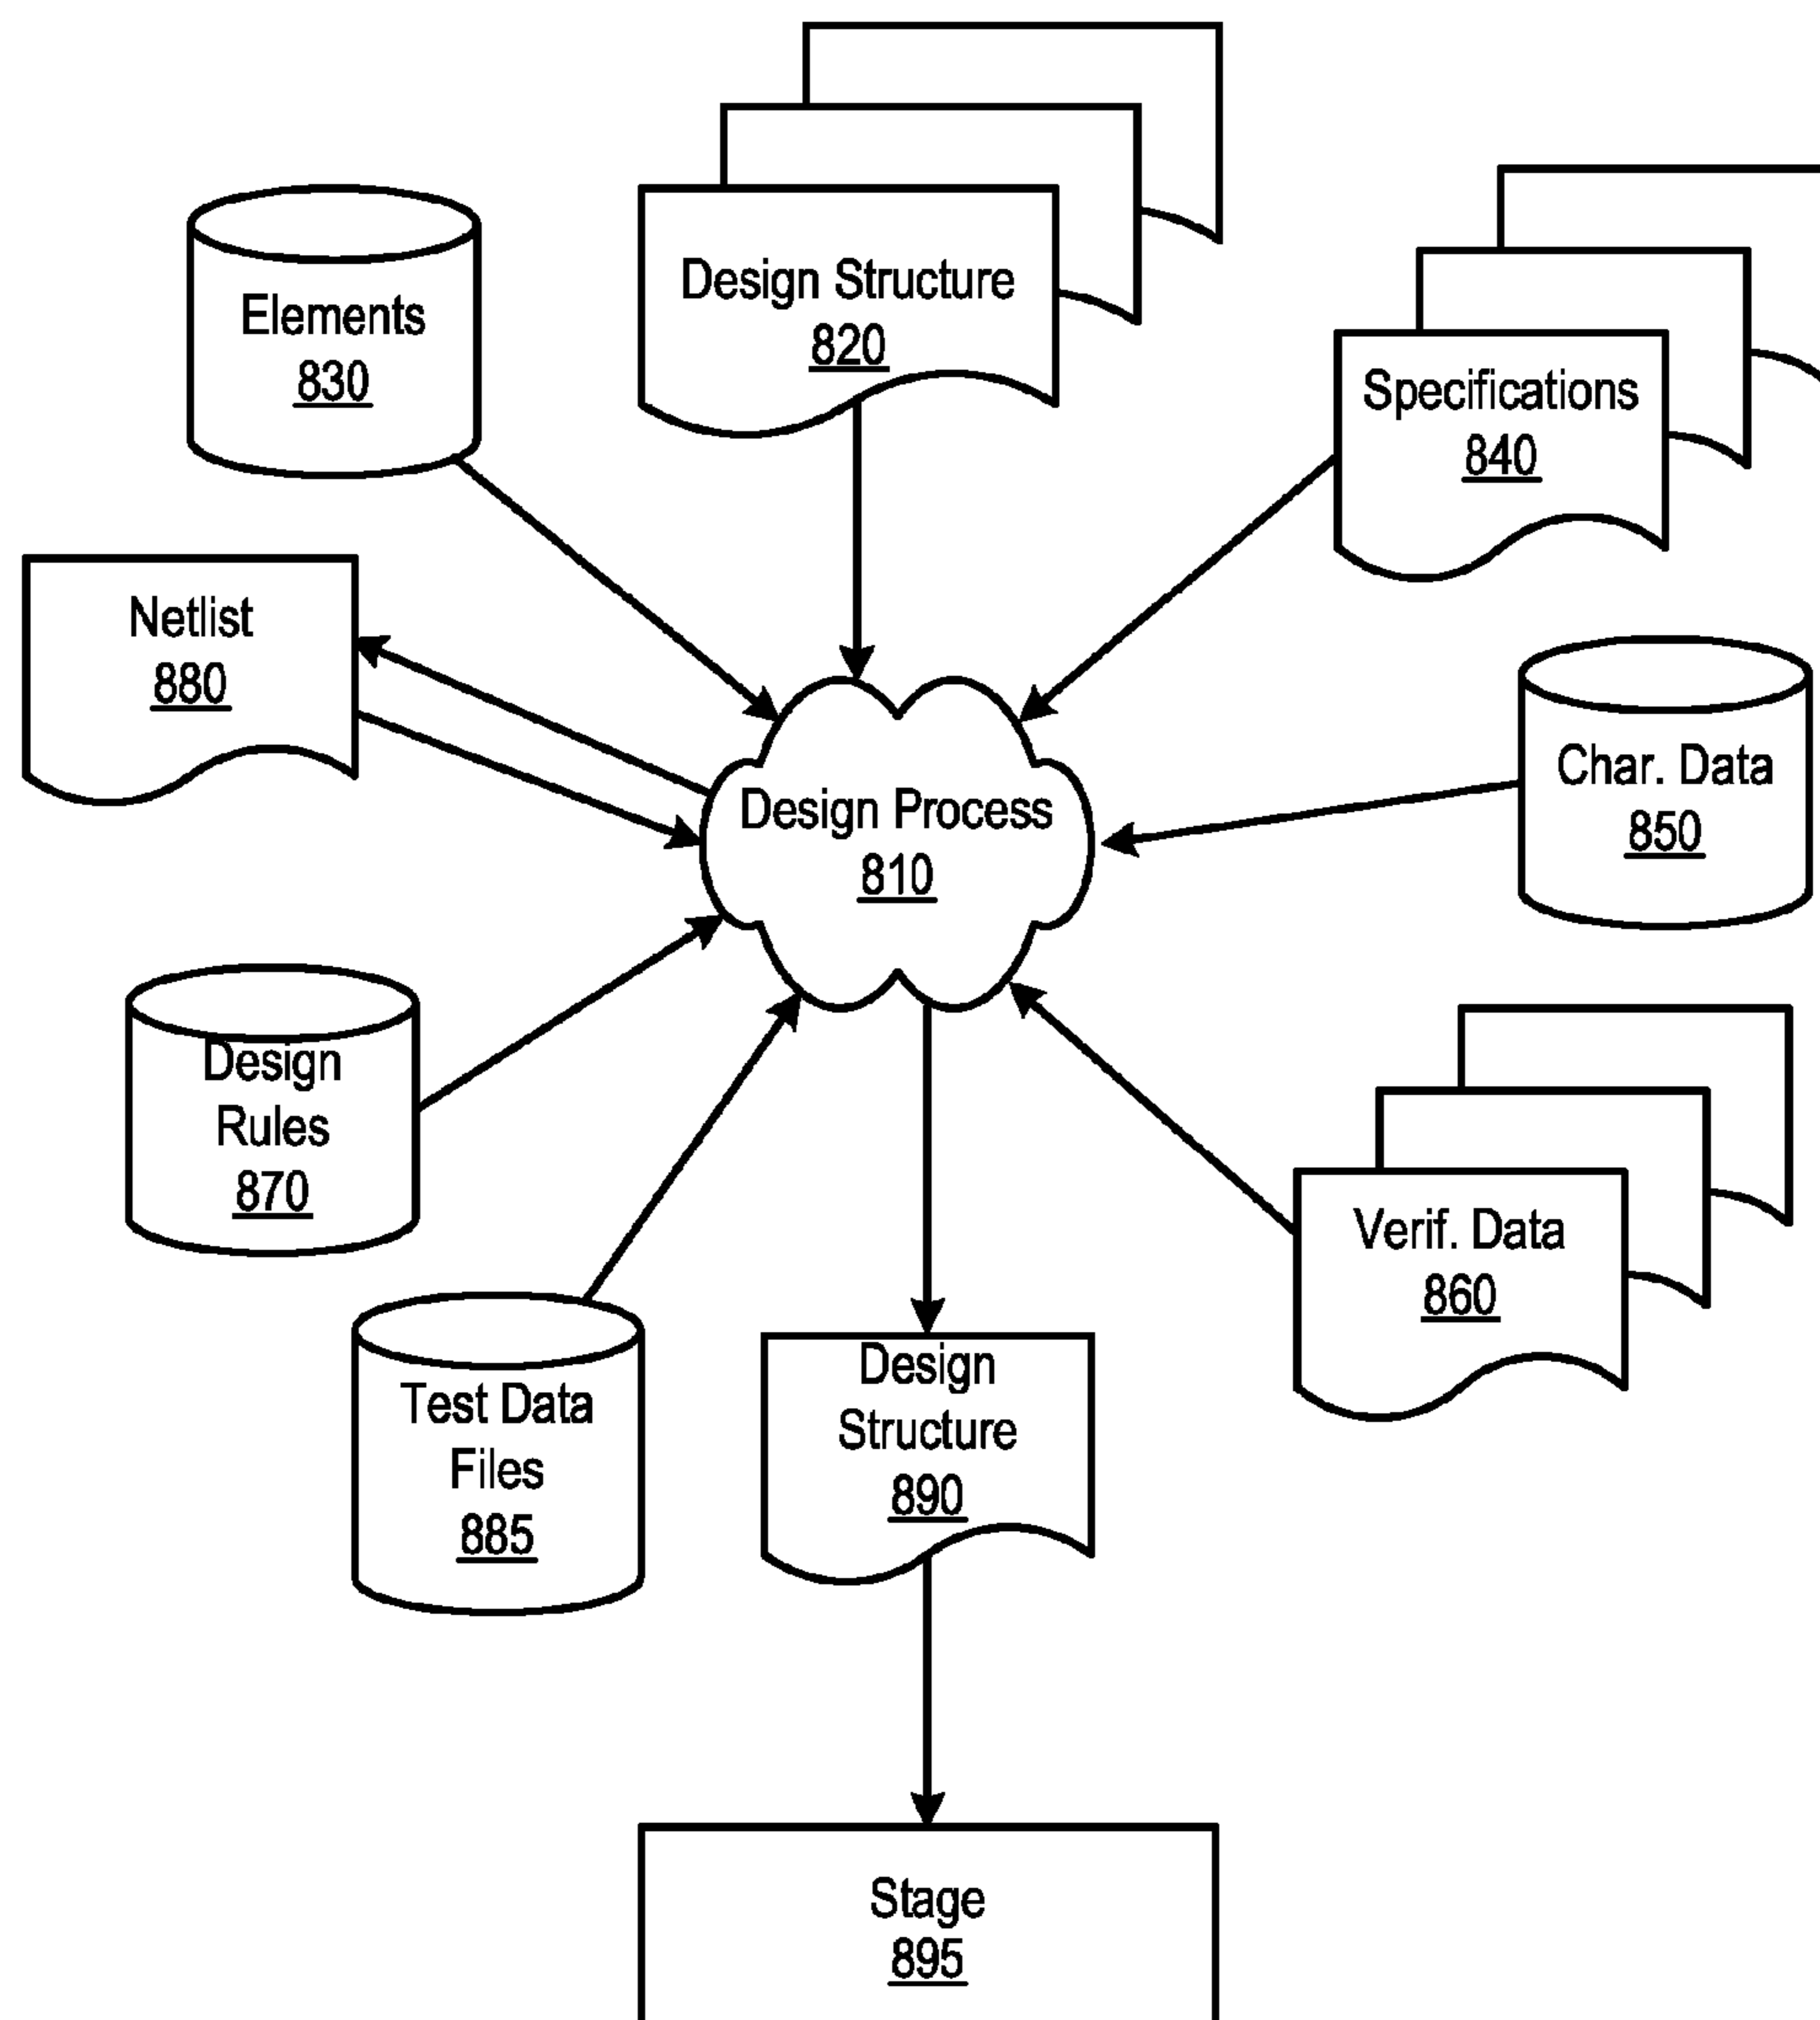 Design Structure
820
Elements
830
Specifications
840
Netlist
880
Char. Data
850
Design Process
810
Design
Rules
870
Verif. Data
860
Test Data
Files
885
Design
Structure
890
Stage
895